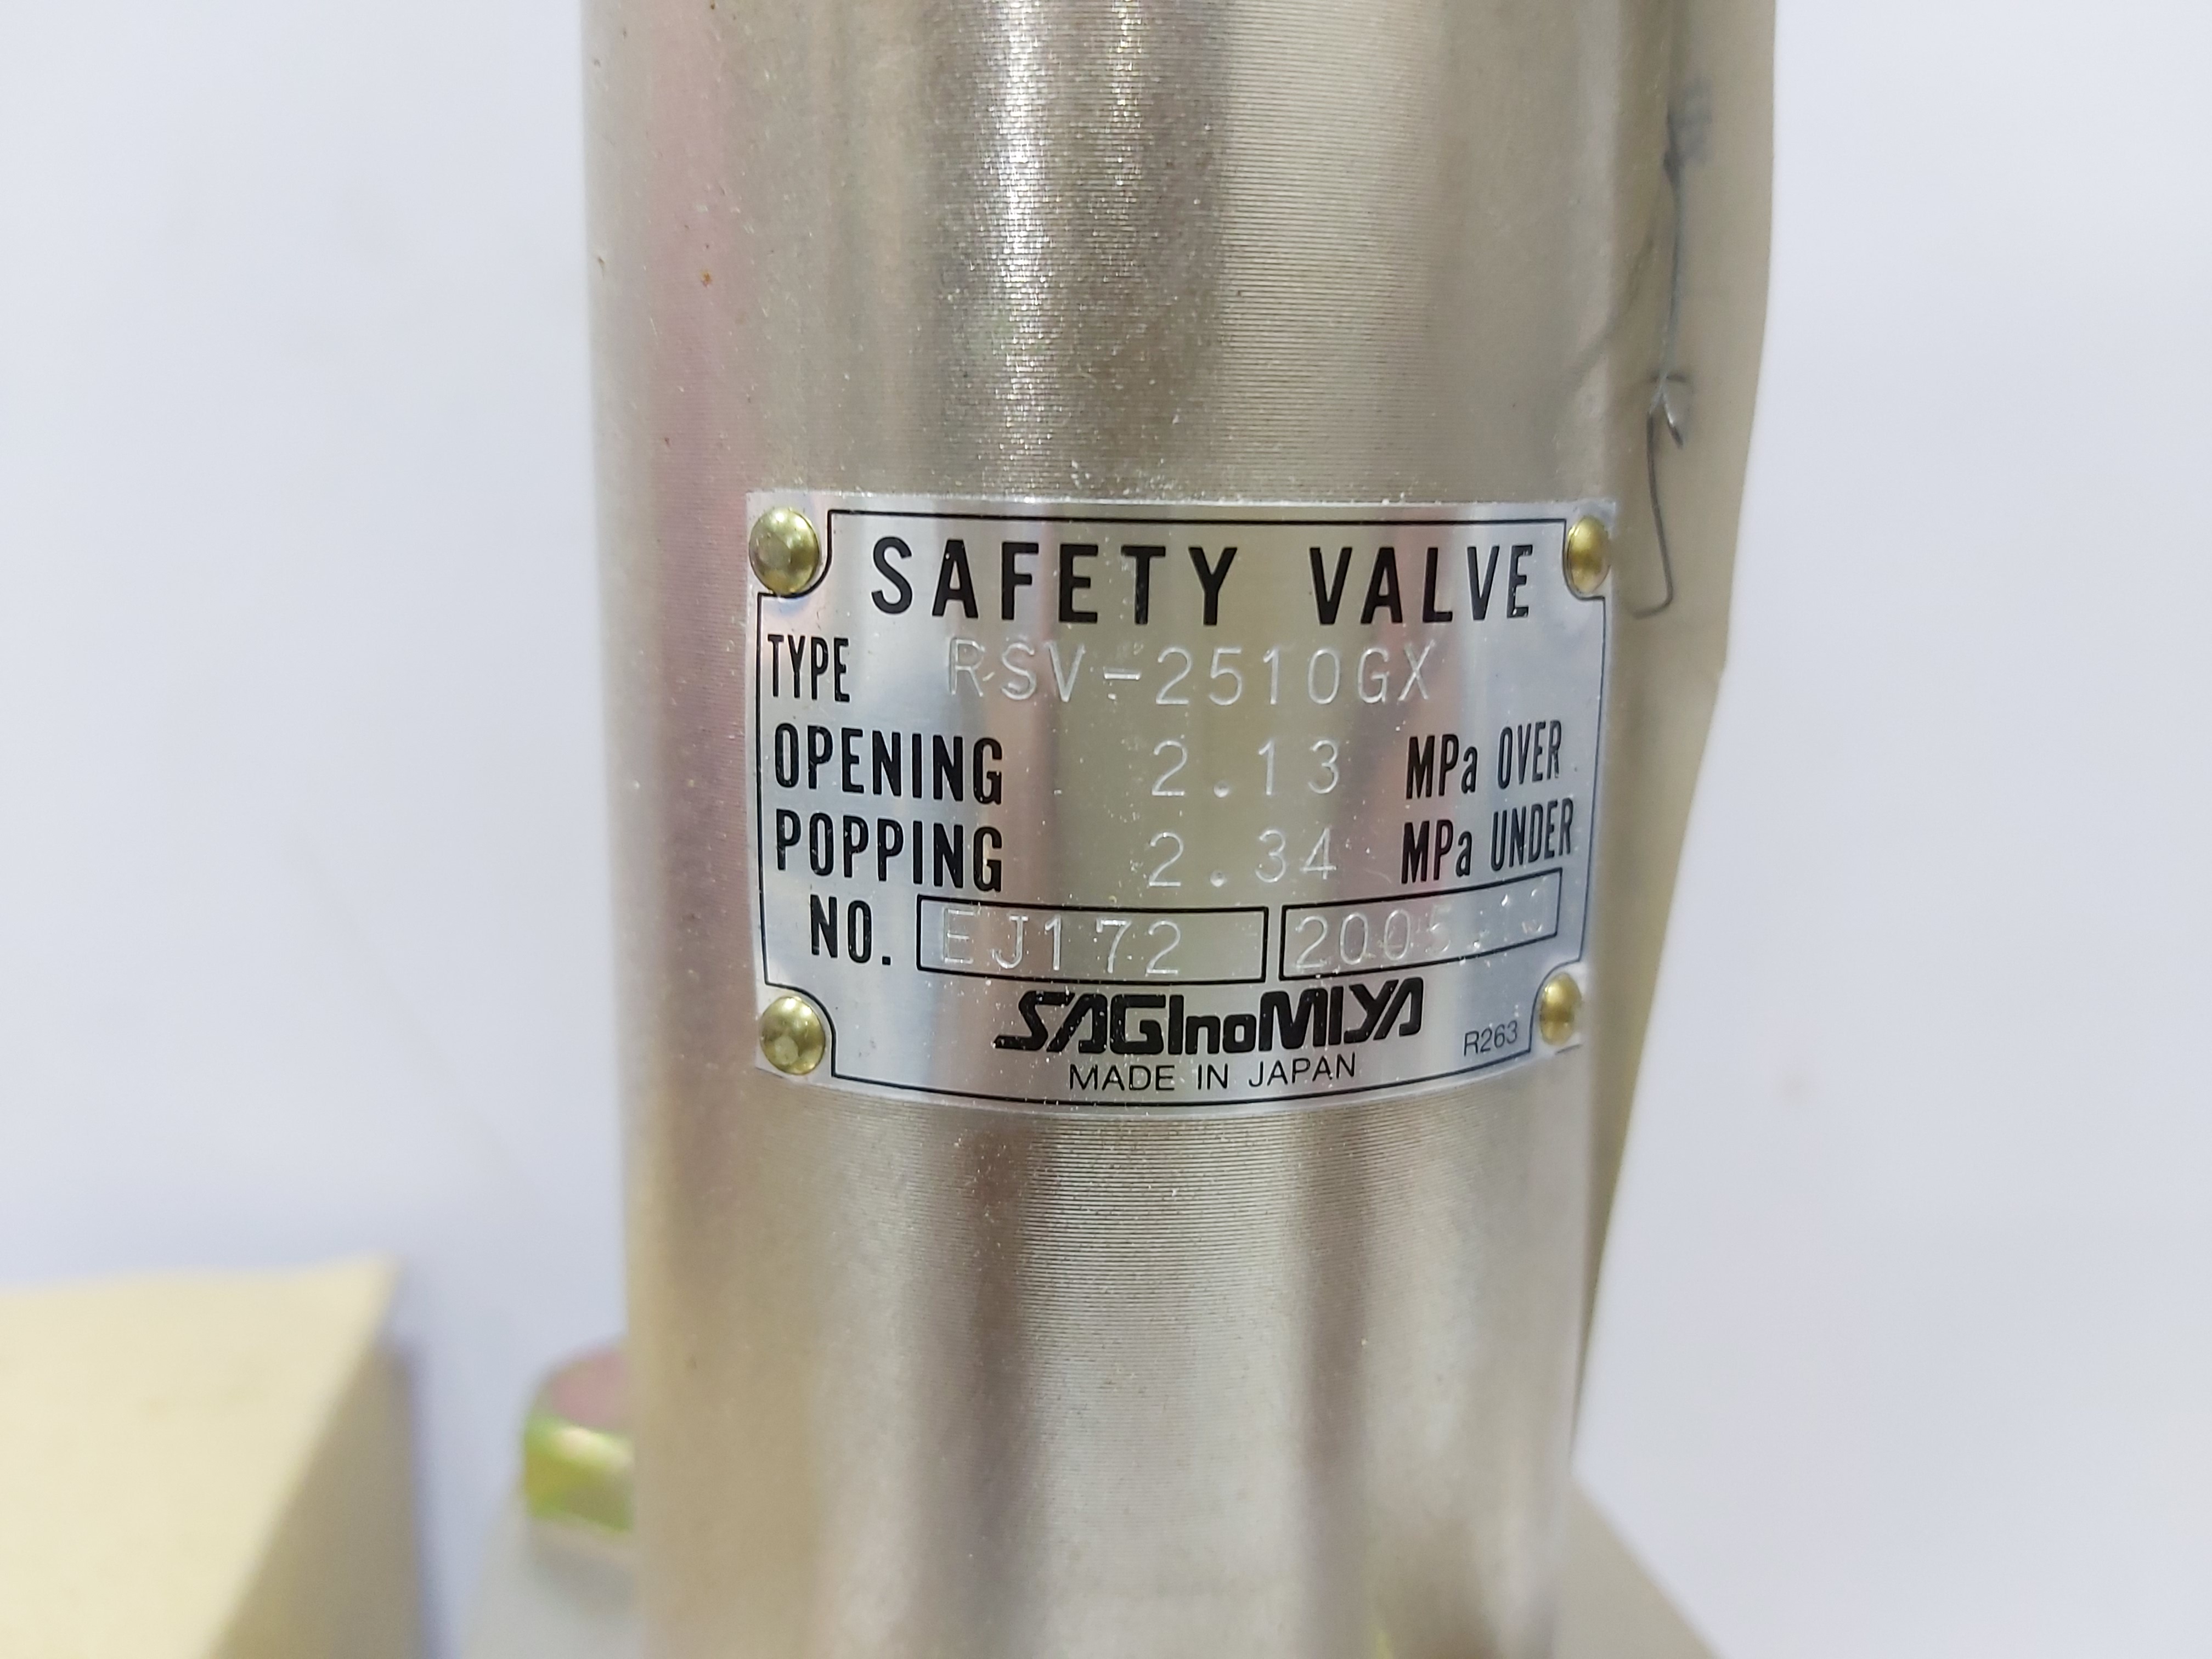 SAFETY VALVE
TYPE RSV-2510GX
OPENING 2.13 MPa OVER
POPPING 2.34 MPa UNDER
NO. EJ172
SAGInoMIYA
MADE IN JAPAN
R263